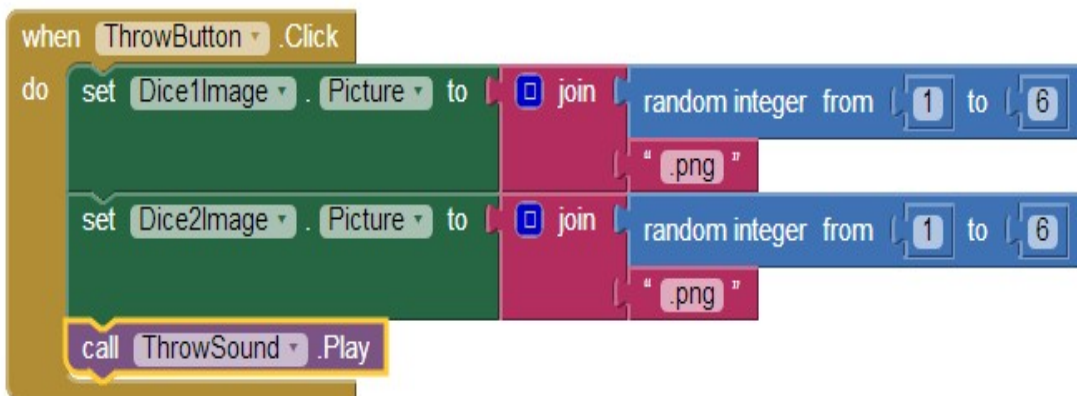 when ThrowButton .Click
do set Dice1Image . Picture to join random integer from 1 to 6
" .png "
set Dice2Image . Picture to join random integer from 1 to 6
" .png "
call ThrowSound .Play